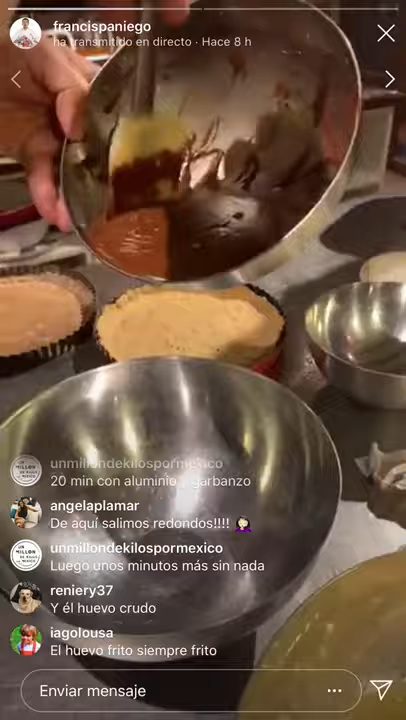 francispaniego
ha transmitido en directo · Hace 8 h
unmillondekilospormexico
20 min con aluminio y garbanzo
angelaplamar
De aquí salimos redondos!!!! 🤦🏻‍♀️
unmillondekilospormexico
Luego unos minutos más sin nada
reniery37
Y él huevo crudo
iagolousa
El huevo frito siempre frito
Enviar mensaje